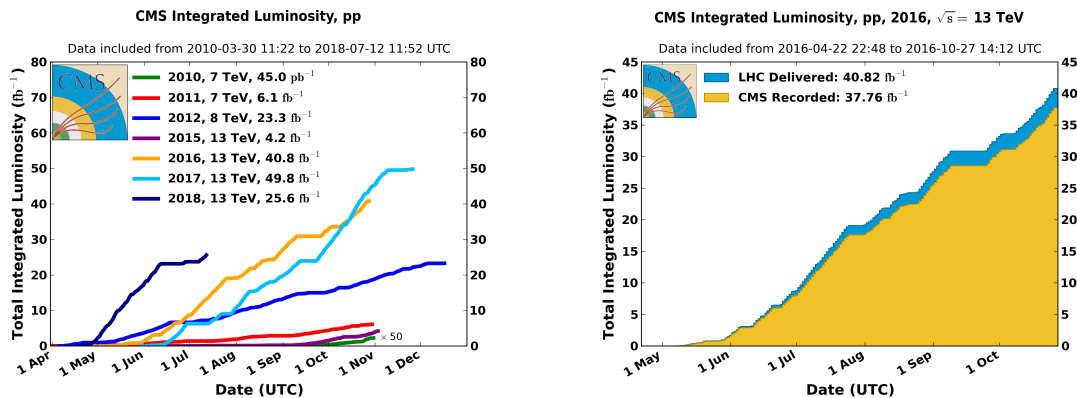 CMS Integrated Luminosity, pp
Data included from 2010-03-30 11:22 to 2018-07-12 11:52 UTC
CMS
2010, 7 TeV, 45.0 pb⁻¹
2011, 7 TeV, 6.1 fb⁻¹
2012, 8 TeV, 23.3 fb⁻¹
2015, 13 TeV, 4.2 fb⁻¹
2016, 13 TeV, 40.8 fb⁻¹
2017, 13 TeV, 49.8 fb⁻¹
2018, 13 TeV, 25.6 fb⁻¹
Total Integrated Luminosity (fb⁻¹)
80
70
60
50
40
30
20
10
0
80
70
60
50
40
30
20
10
0
× 50
1 Apr
1 May
1 Jun
1 Jul
1 Aug
1 Sep
1 Oct
1 Nov
1 Dec
Date (UTC)
CMS Integrated Luminosity, pp, 2016, √s = 13 TeV
Data included from 2016-04-22 22:48 to 2016-10-27 14:12 UTC
CMS
LHC Delivered: 40.82 fb⁻¹
CMS Recorded: 37.76 fb⁻¹
Total Integrated Luminosity (fb⁻¹)
45
40
35
30
25
20
15
10
5
0
45
40
35
30
25
20
15
10
5
0
1 May
1 Jun
1 Jul
1 Aug
1 Sep
1 Oct
Date (UTC)